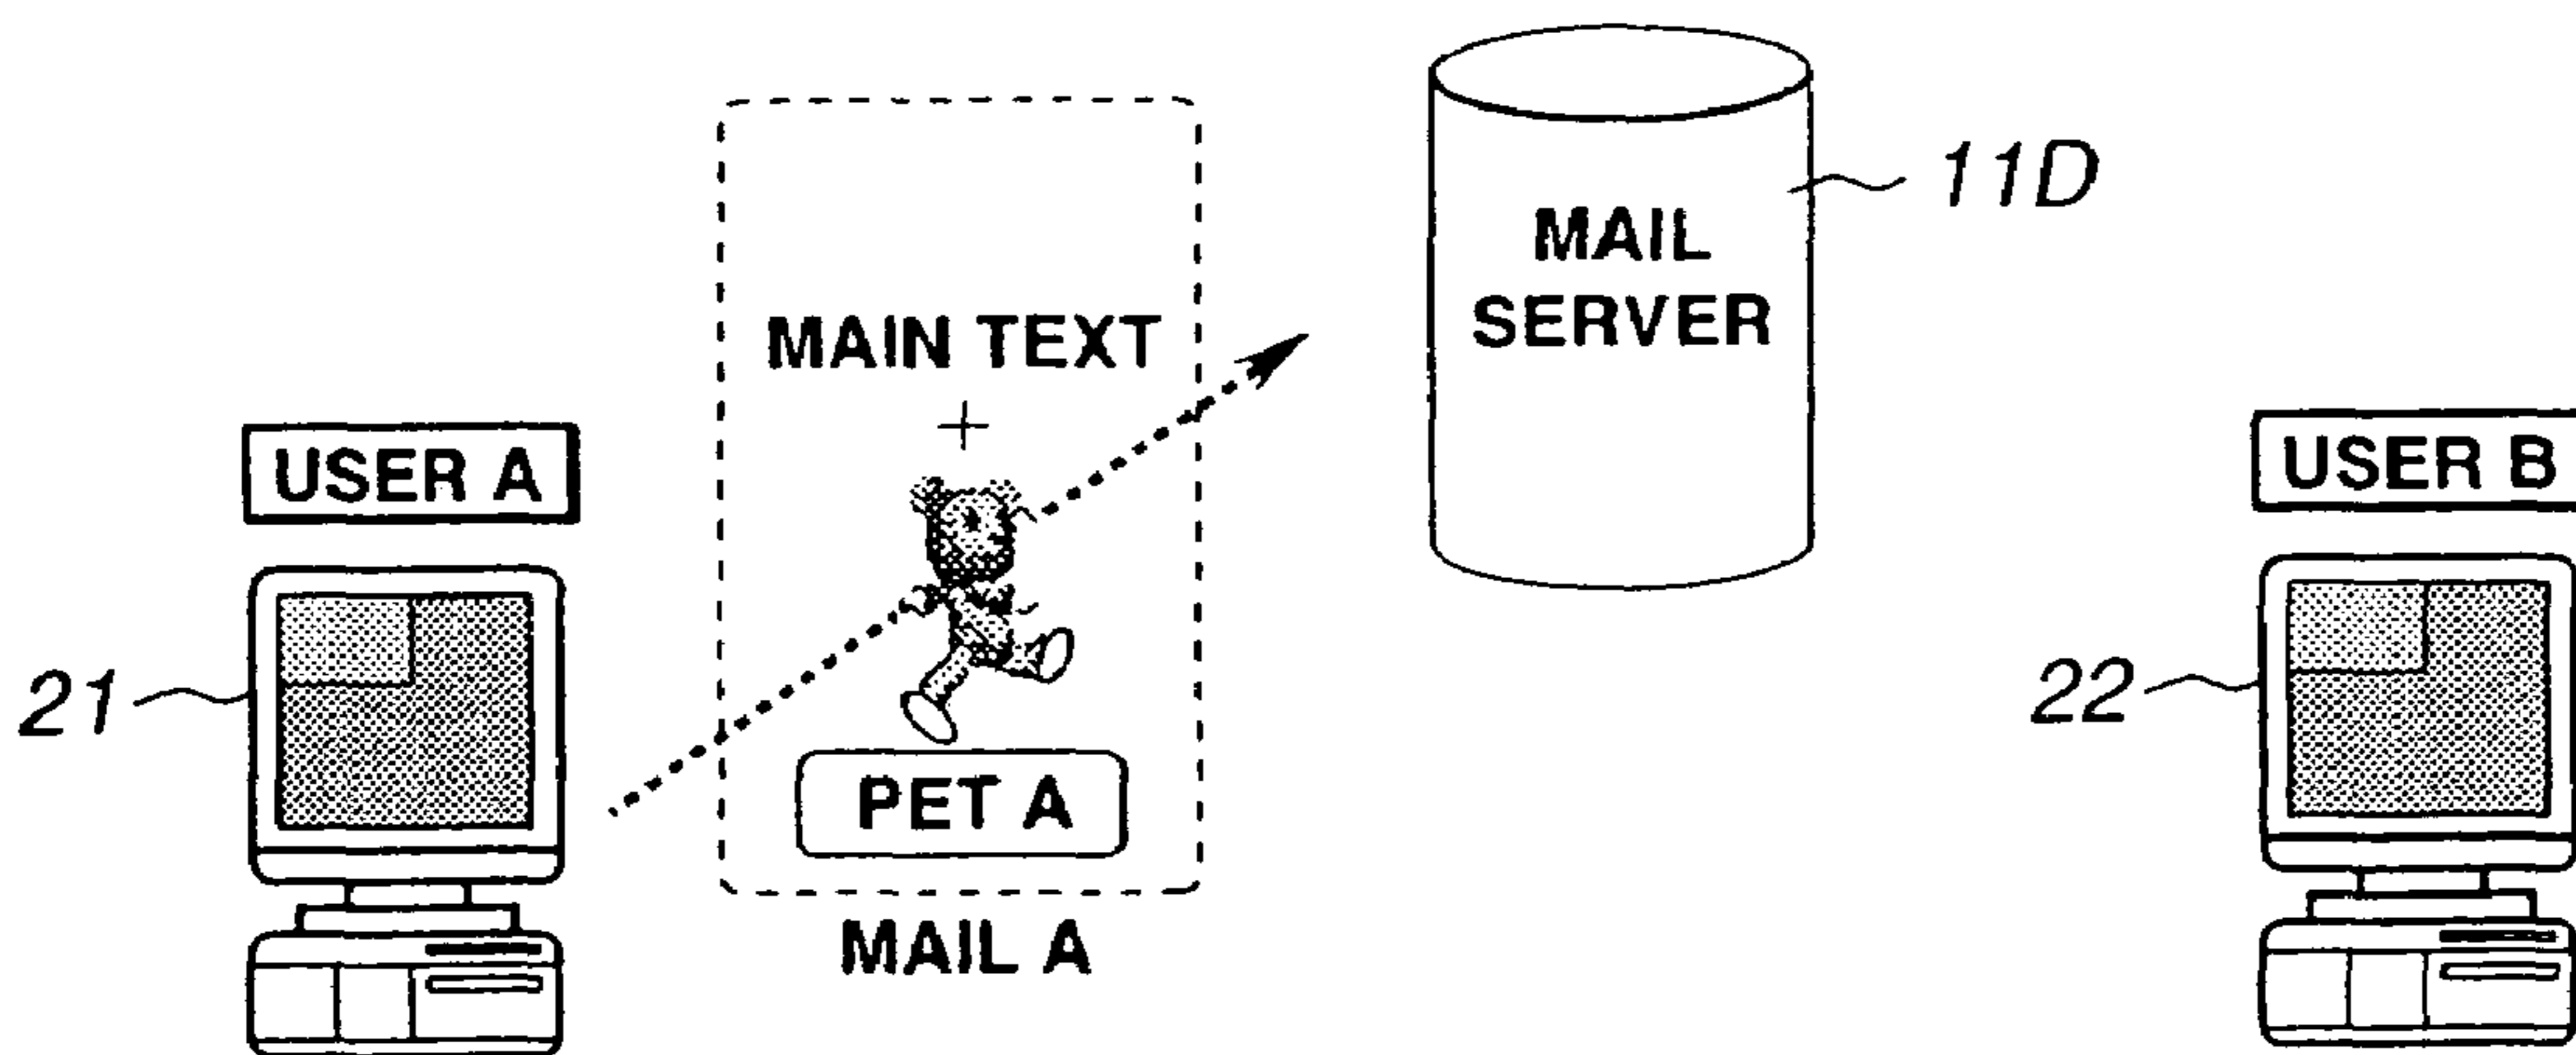 11D
MAIL
SERVER
MAIN TEXT
+
USER A
USER B
21
22
PET A
MAIL A